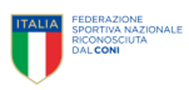 ITALIA
FEDERAZIONE
SPORTIVA NAZIONALE
RICONOSCIUTA
DAL CONI